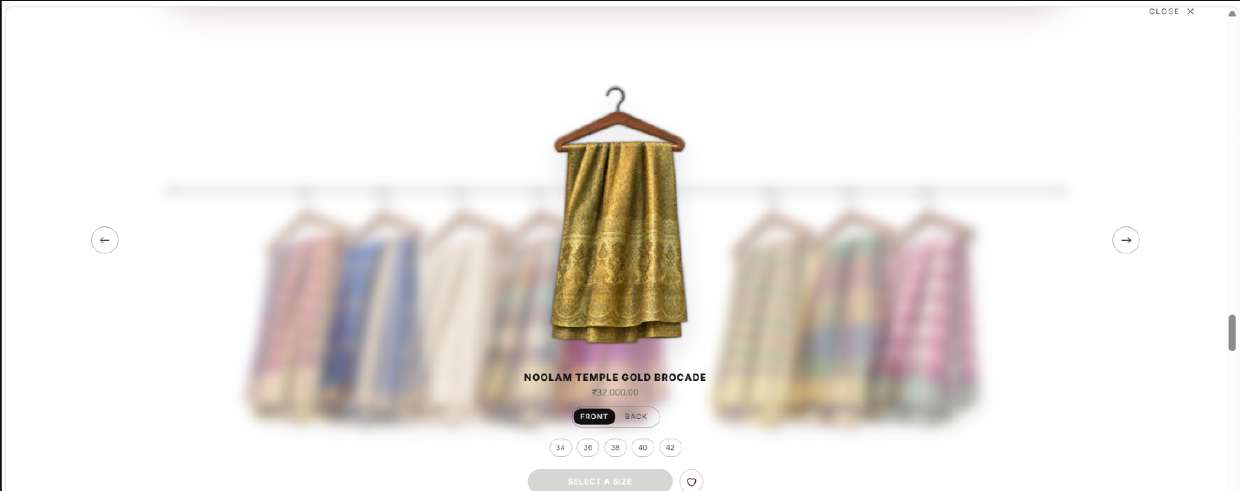 CLOSE ✕
NOOLAM TEMPLE GOLD BROCADE
₹32,000.00
FRONT BACK
34 36 38 40 42
SELECT A SIZE